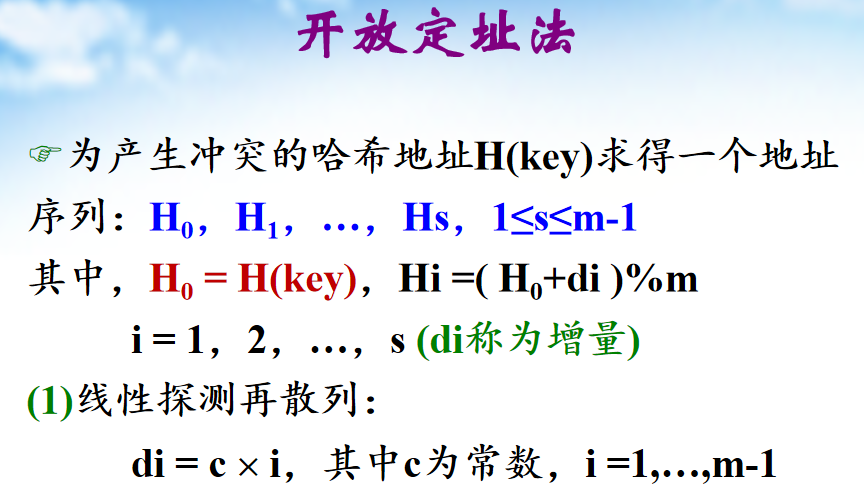 开放定址法
☞为产生冲突的哈希地址H(key)求得一个地址
序列：H₀，H₁，…，Hs，1≤s≤m-1
其中，H₀ = H(key)，Hi =( H₀+di )%m
i = 1，2，…，s (di称为增量)
(1)线性探测再散列：
di = c × i，其中c为常数，i =1,…,m-1